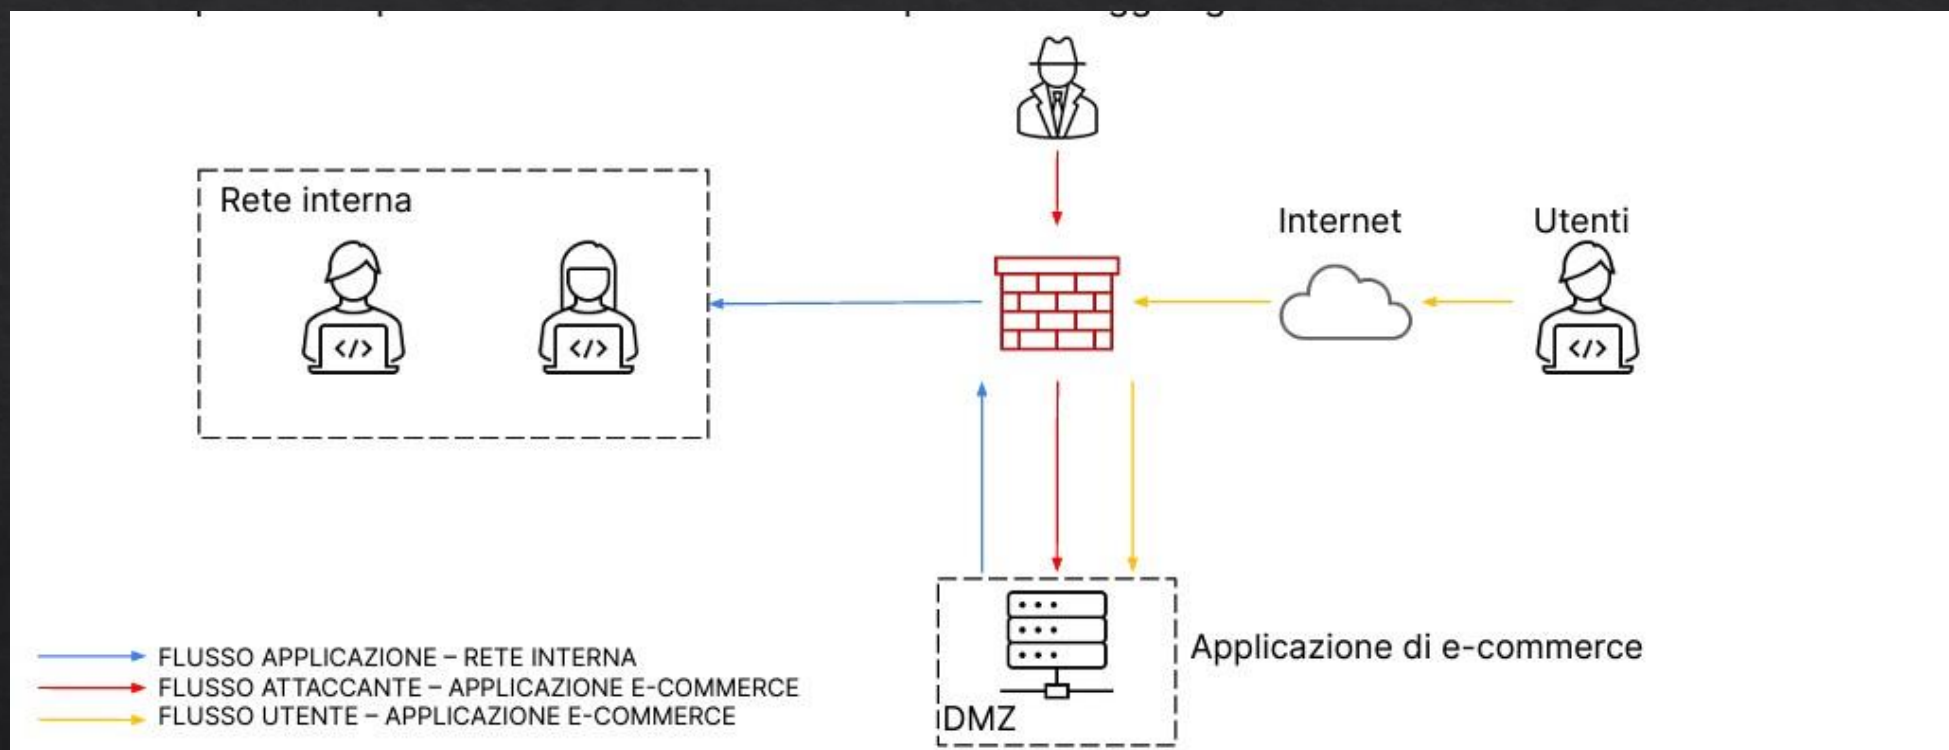 Rete interna
Internet
Utenti
</>
</>
</>
Applicazione di e-commerce
DMZ
FLUSSO APPLICAZIONE – RETE INTERNA
FLUSSO ATTACCANTE – APPLICAZIONE E-COMMERCE
FLUSSO UTENTE – APPLICAZIONE E-COMMERCE